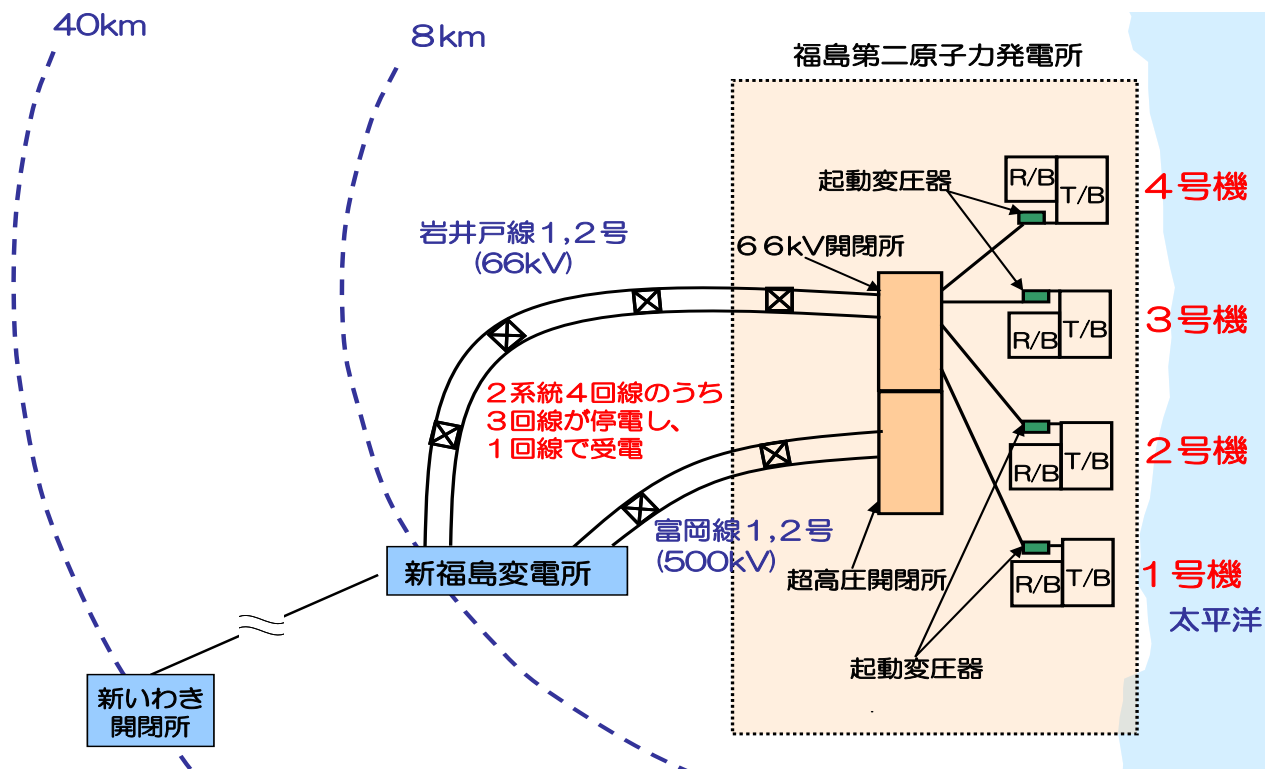 40km
8km
福島第二原子力発電所
起動変圧器
R/B
T/B
4号機
岩井戸線1,2号
(66kV)
66kV開閉所
R/B
T/B
3号機
2系統4回線のうち
3回線が停電し、
1回線で受電
R/B
T/B
2号機
富岡線1,2号
(500kV)
新福島変電所
超高圧開閉所
R/B
T/B
1号機
太平洋
起動変圧器
新いわき
開閉所